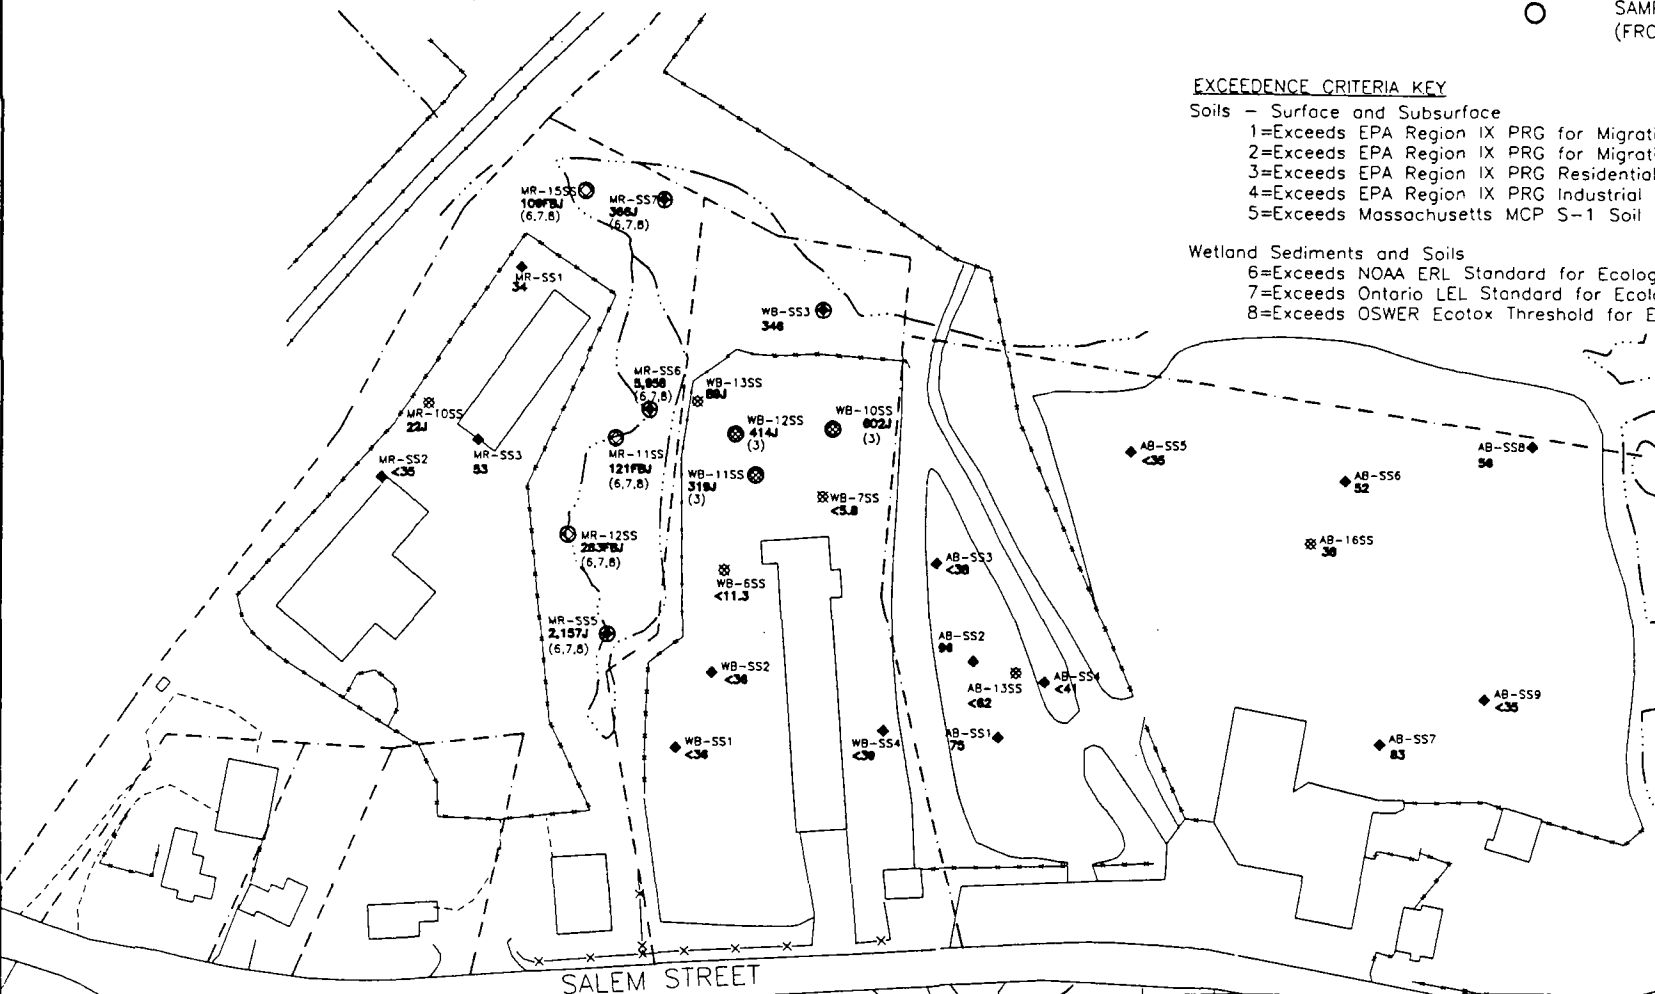 SAMP
(FRO
EXCEEDENCE CRITERIA KEY
Soils – Surface and Subsurface
1=Exceeds EPA Region IX PRG for Migrati
2=Exceeds EPA Region IX PRG for Migrati
3=Exceeds EPA Region IX PRG Residential
4=Exceeds EPA Region IX PRG Industrial
5=Exceeds Massachusetts MCP S-1 Soil
Wetland Sediments and Soils
6=Exceeds NOAA ERL Standard for Ecolog
7=Exceeds Ontario LEL Standard for Ecol
8=Exceeds OSWER Ecotox Threshold for E
MR-15SS
109FBJ
(6,7,8)
MR-SS7
366J
(6,7,8)
MR-SS1
34
WB-SS3
346
MR-SS6
5,956
(6,7,8)
WB-13SS
89J
MR-10SS
22J
WB-12SS
414J
(3)
WB-10SS
602J
(3)
MR-SS2
<35
MR-SS3
53
MR-11SS
121FBJ
(6,7,8)
WB-11SS
319J
(3)
WB-7SS
<5.8
AB-SS5
<35
AB-SS6
52
AB-SS8
56
MR-12SS
283FBJ
(6,7,8)
AB-16SS
38
WB-6SS
<11.3
AB-SS3
<38
MR-SS5
2,157J
(6,7,8)
AB-SS2
96
WB-SS2
<36
AB-13SS
<62
AB-SS4
<41
AB-SS9
<35
WB-SS1
<36
WB-SS4
<39
AB-SS1
75
AB-SS7
83
SALEM STREET